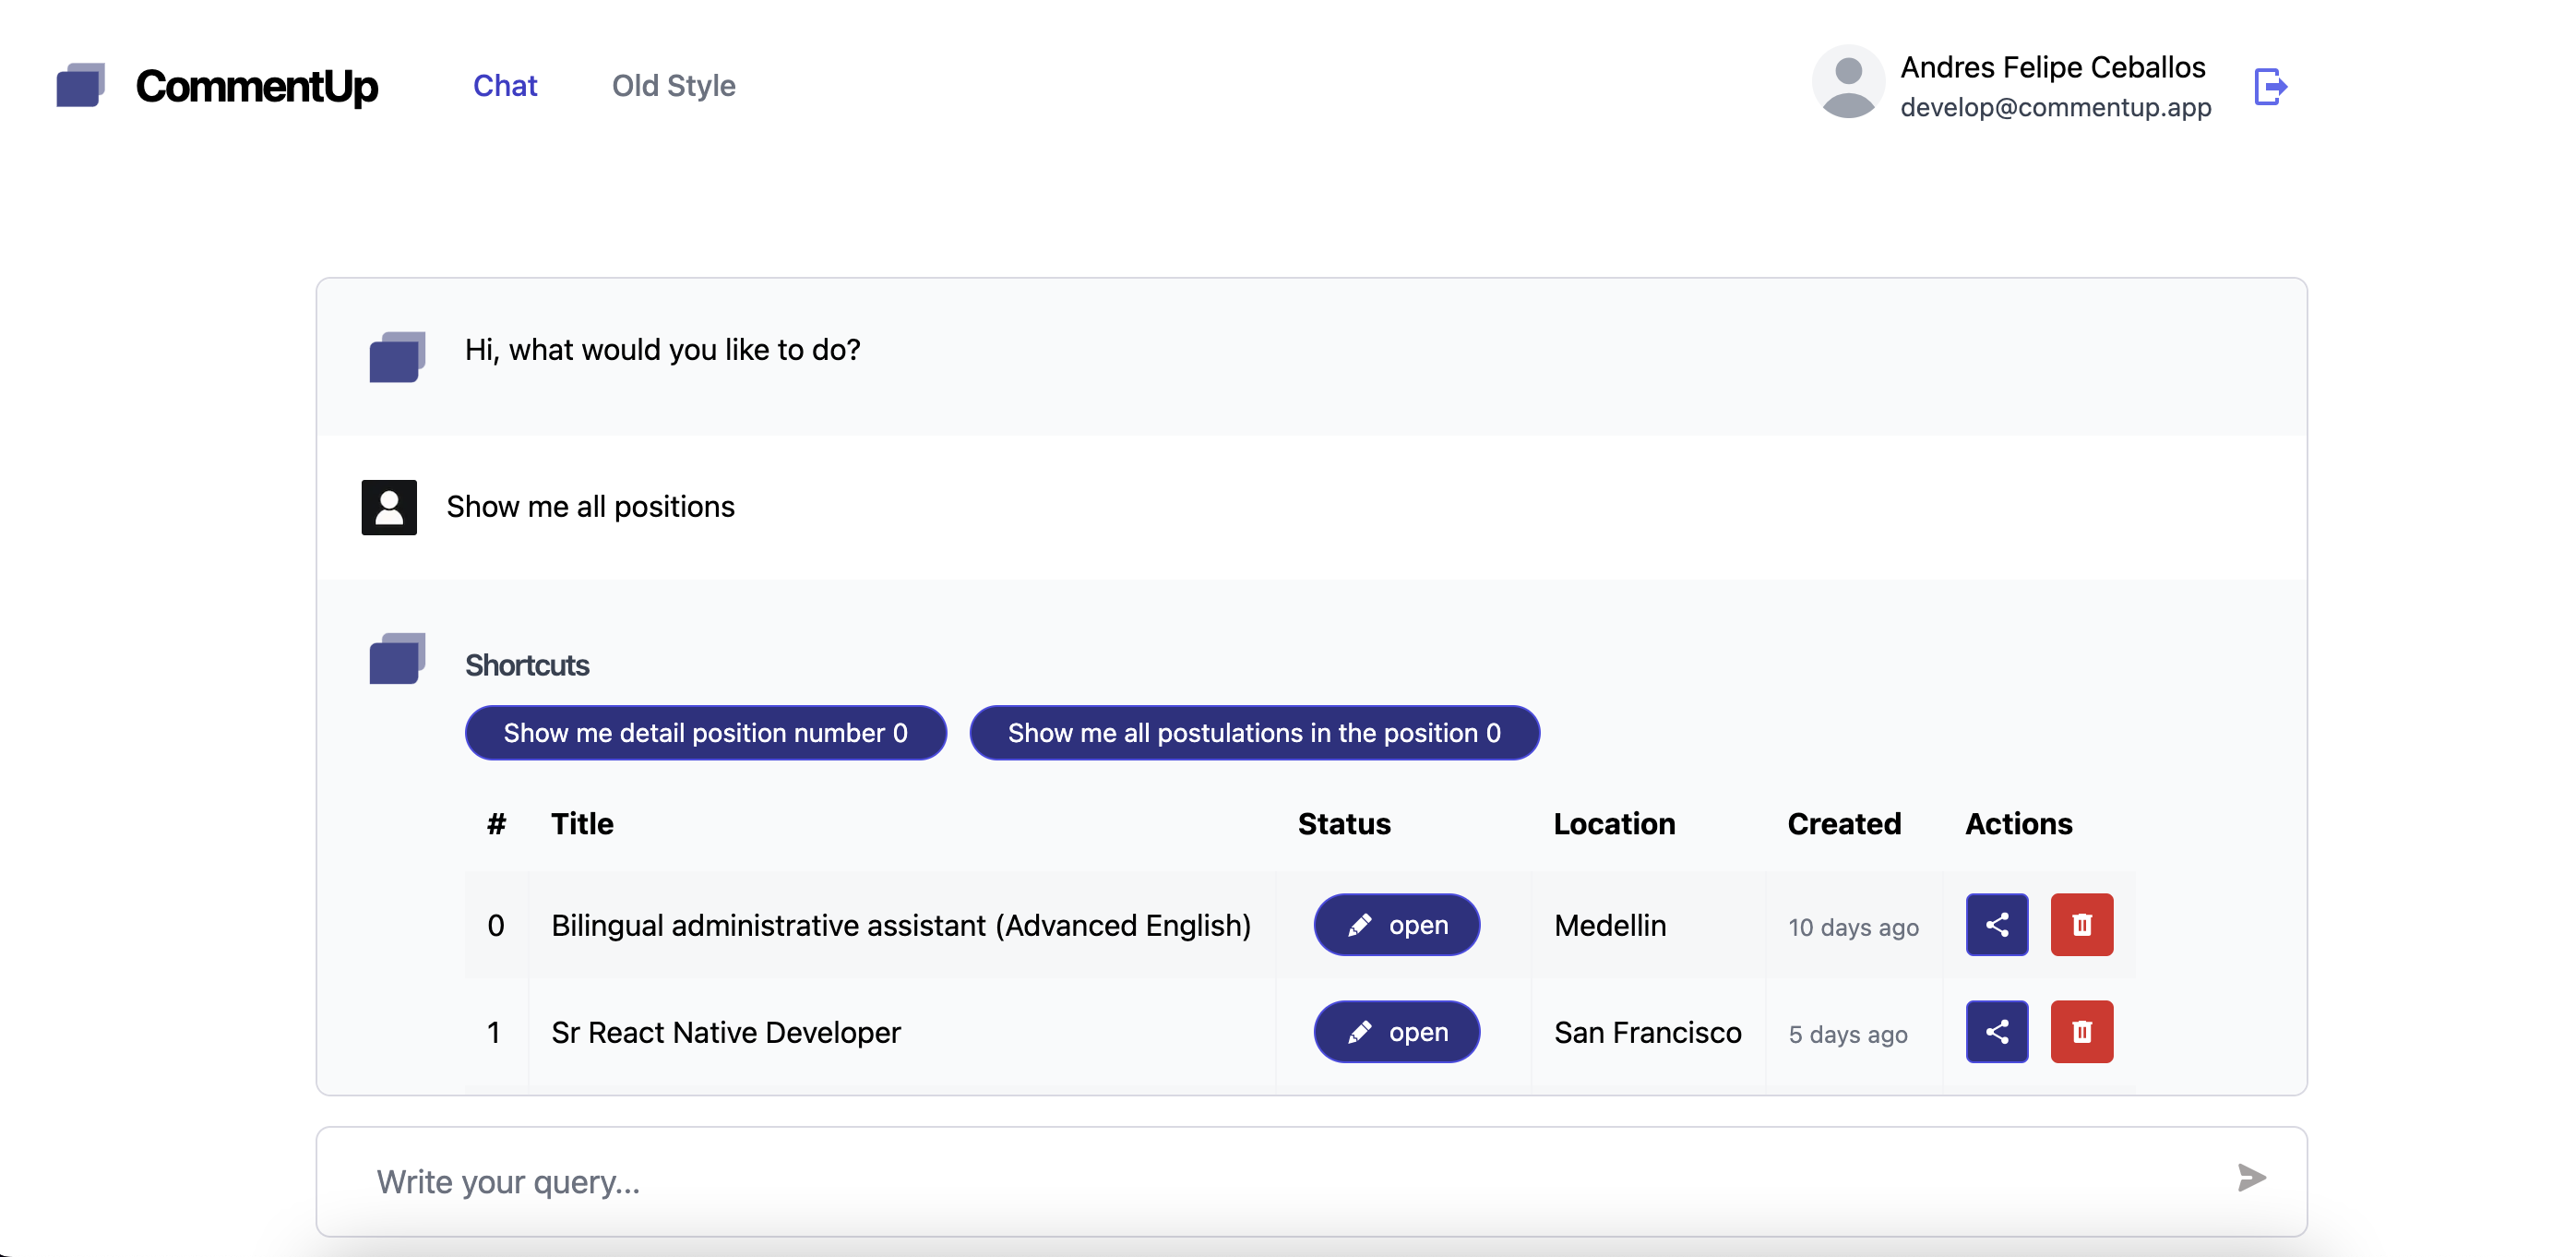 CommentUp
Chat
Old Style
Andres Felipe Ceballos
develop@commentup.app
Hi, what would you like to do?
Show me all positions
Shortcuts
Show me detail position number 0
Show me all postulations in the position 0
# Title Status Location Created Actions
0 Bilingual administrative assistant (Advanced English) open Medellin 10 days ago
1 Sr React Native Developer open San Francisco 5 days ago
Write your query...